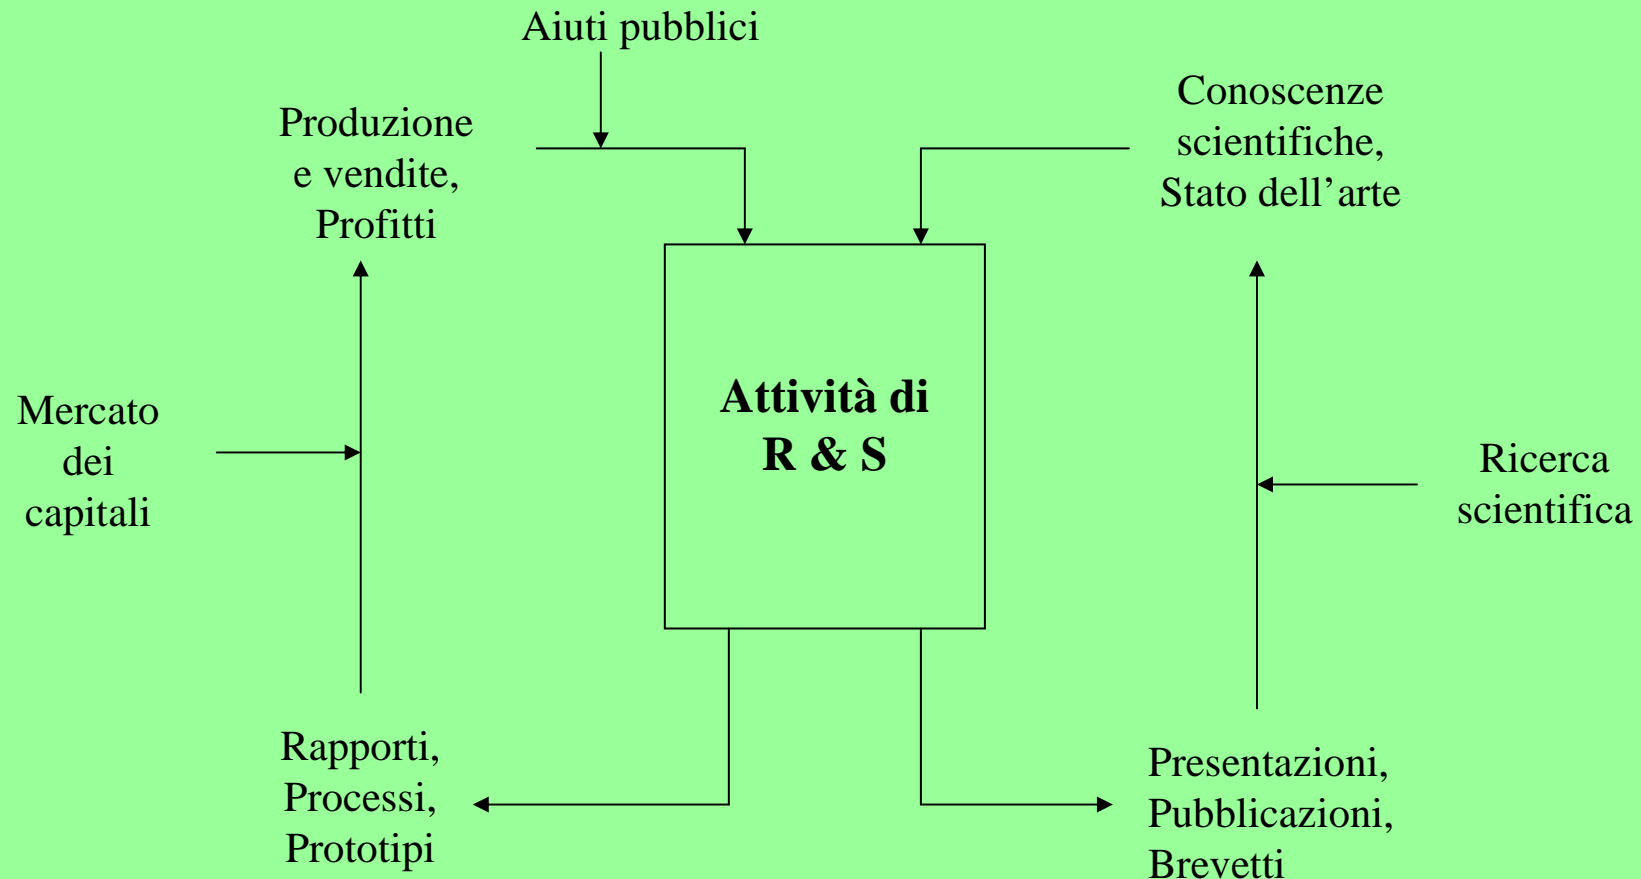 Aiuti pubblici
Produzione
e vendite,
Profitti
Conoscenze
scientifiche,
Stato dell’arte
Mercato
dei
capitali
Attività di
R & S
Ricerca
scientifica
Rapporti,
Processi,
Prototipi
Presentazioni,
Pubblicazioni,
Brevetti